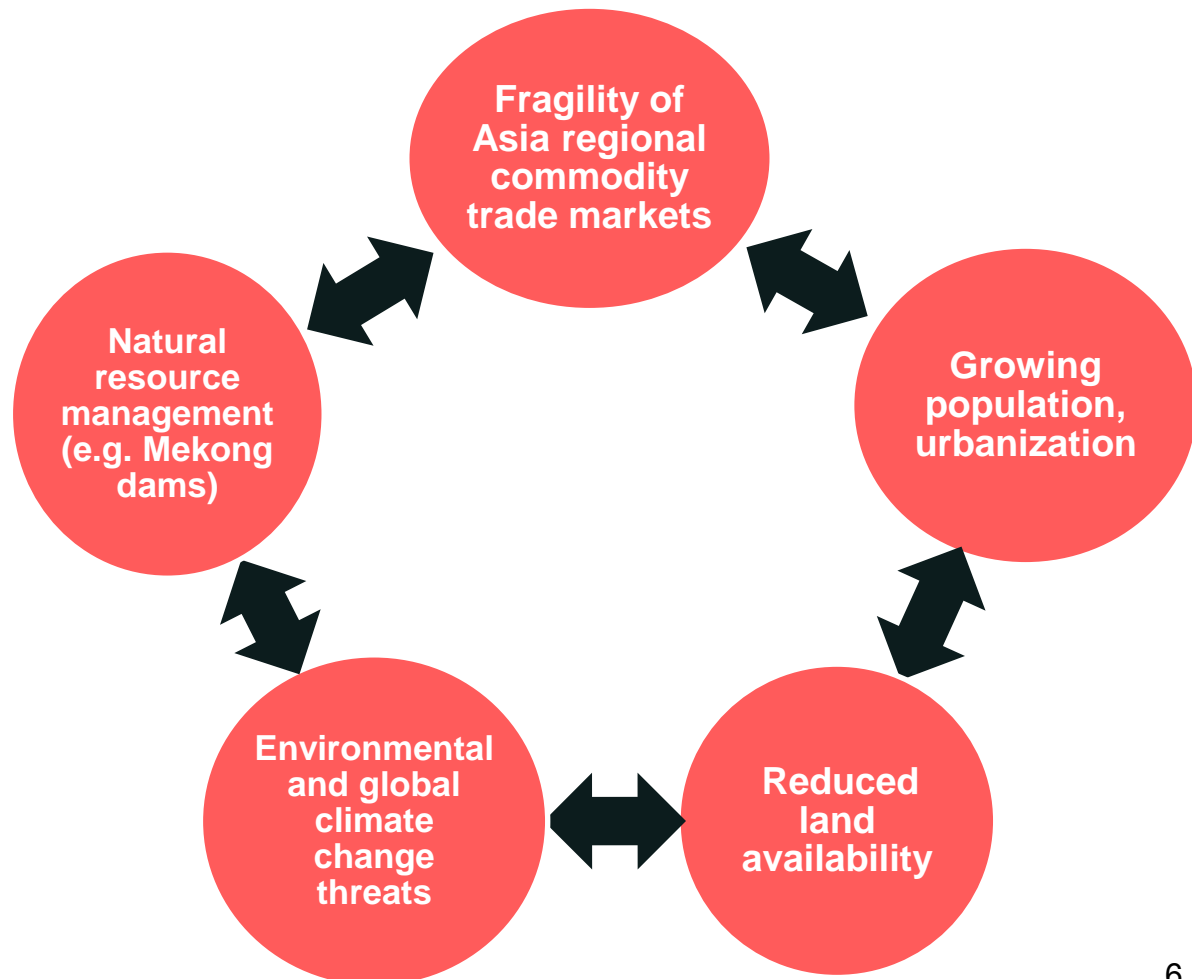 Fragility of
Asia regional
commodity
trade markets
Growing
population,
urbanization
Reduced
land
availability
Environmental
and global
climate
change
threats
Natural
resource
management
(e.g. Mekong
dams)
6